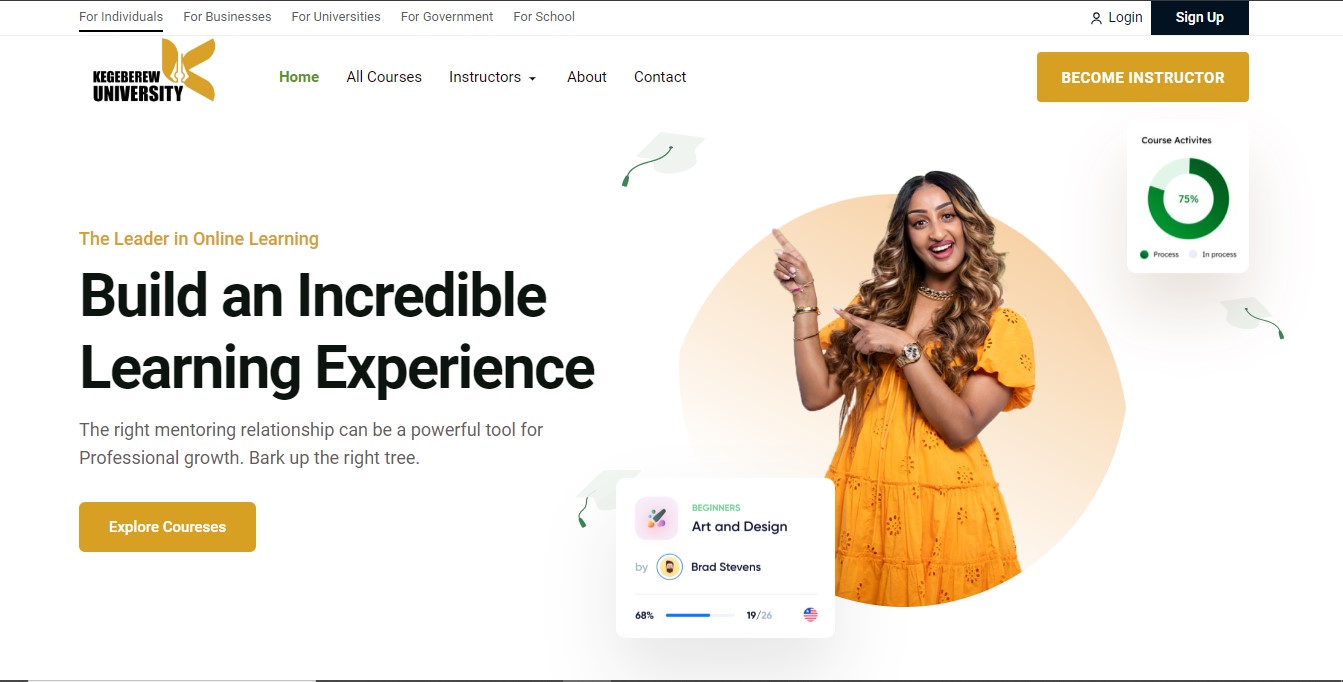 For Individuals
For Businesses
For Universities
For Government
For School
Login
Sign Up
KEGEBEREW
UNIVERSITY
Home
All Courses
Instructors
About
Contact
BECOME INSTRUCTOR
Course Activites
75%
Process
In process
The Leader in Online Learning
Build an Incredible
Learning Experience
The right mentoring relationship can be a powerful tool for
Professional growth. Bark up the right tree.
Explore Coureses
BEGINNERS
Art and Design
by Brad Stevens
68%
19/26